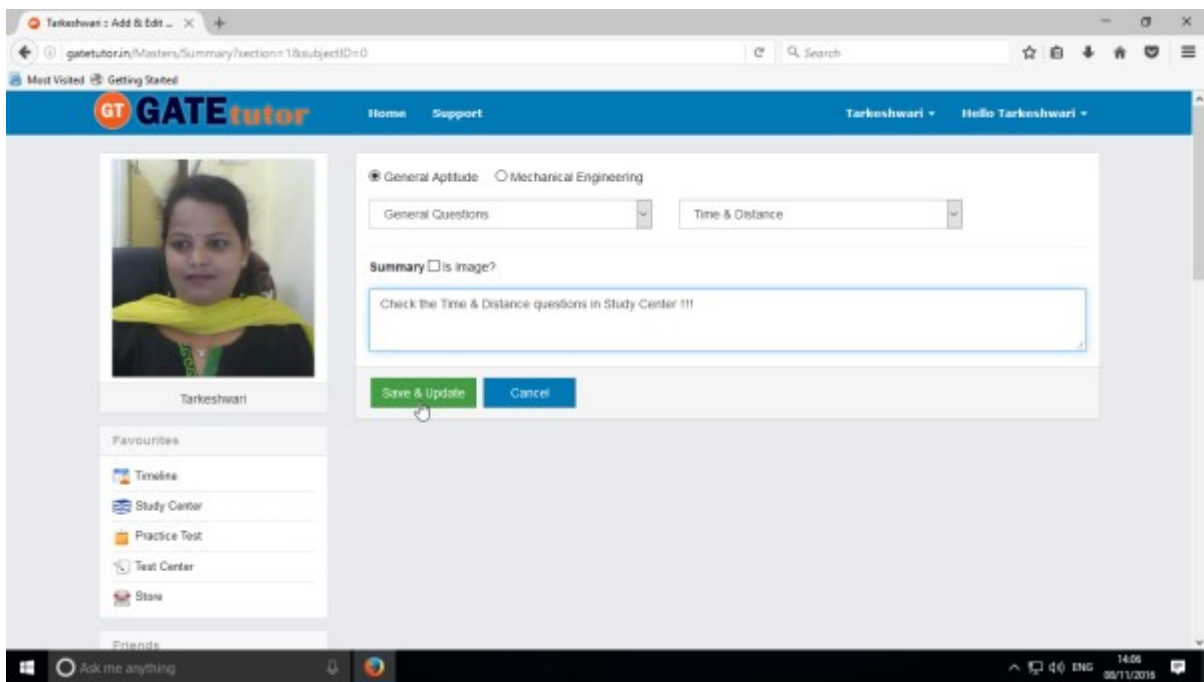 Tarkeshwari :: Add & Edit ...
gatetutor.in/Masters/Summary?section=1&subjectID=0
Search
Most Visited Getting Started
GT GATEtutor Home Support Tarkeshwari Hello Tarkeshwari
General Aptitude Mechanical Engineering
General Questions Time & Distance
Summary Is Image?
Check the Time & Distance questions in Study Center !!!
Save & Update Cancel
Tarkeshwari
Favourites
Timeline
Study Center
Practice Test
Test Center
Store
Friends
Ask me anything ENG 14:06
08/11/2016